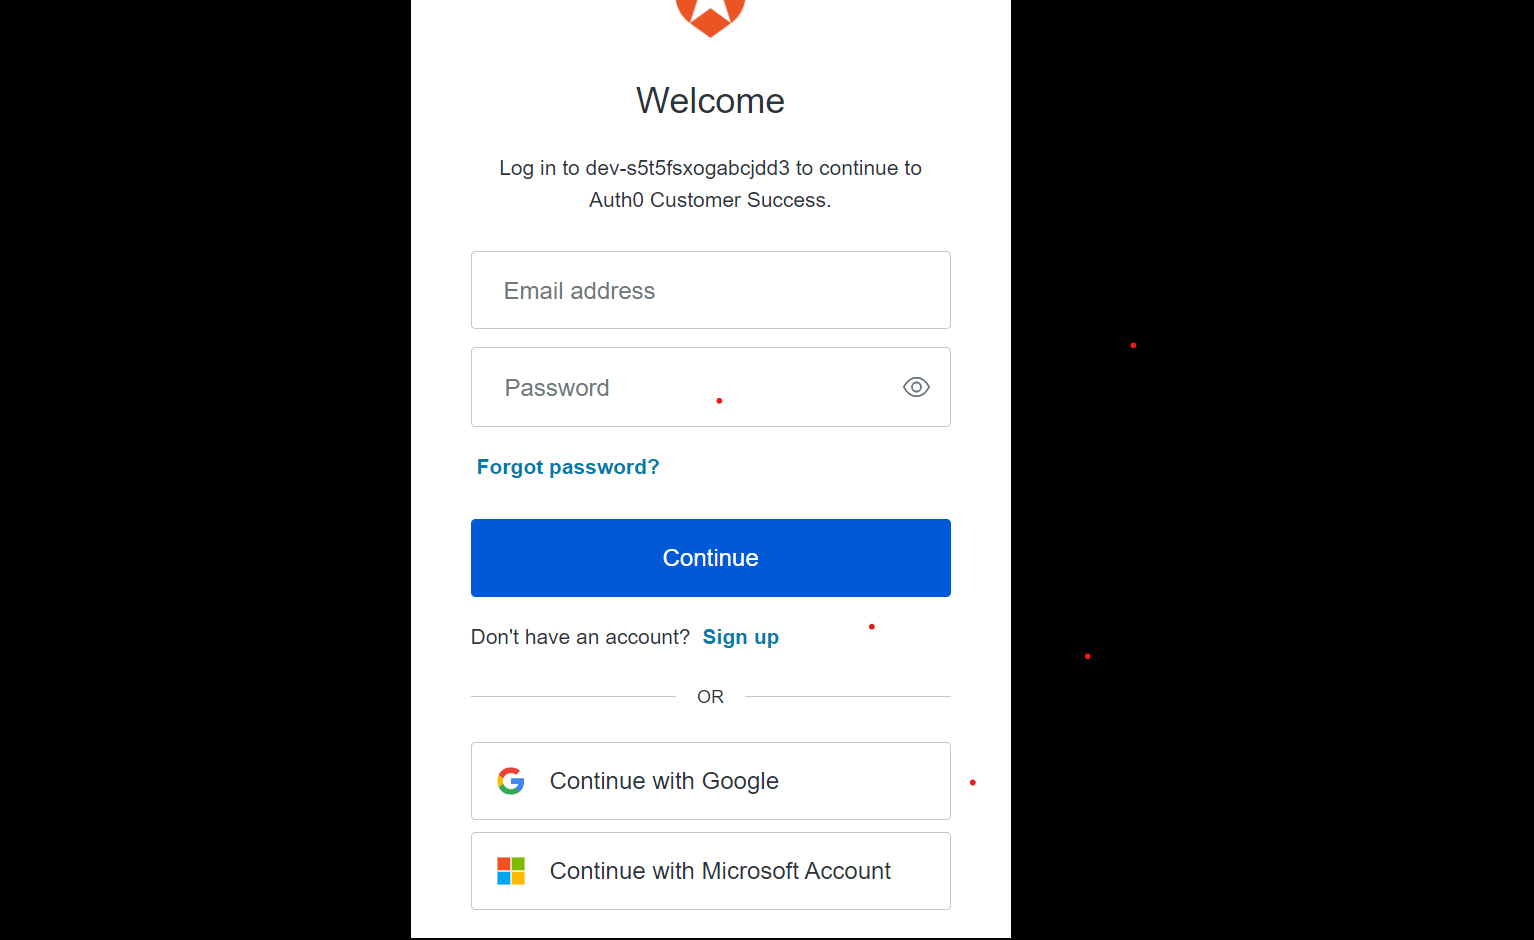 Welcome
Log in to dev-s5t5fsxogabcjdd3 to continue to
Auth0 Customer Success.
Email address
Password
Forgot password?
Continue
Don't have an account? Sign up
OR
Continue with Google
Continue with Microsoft Account